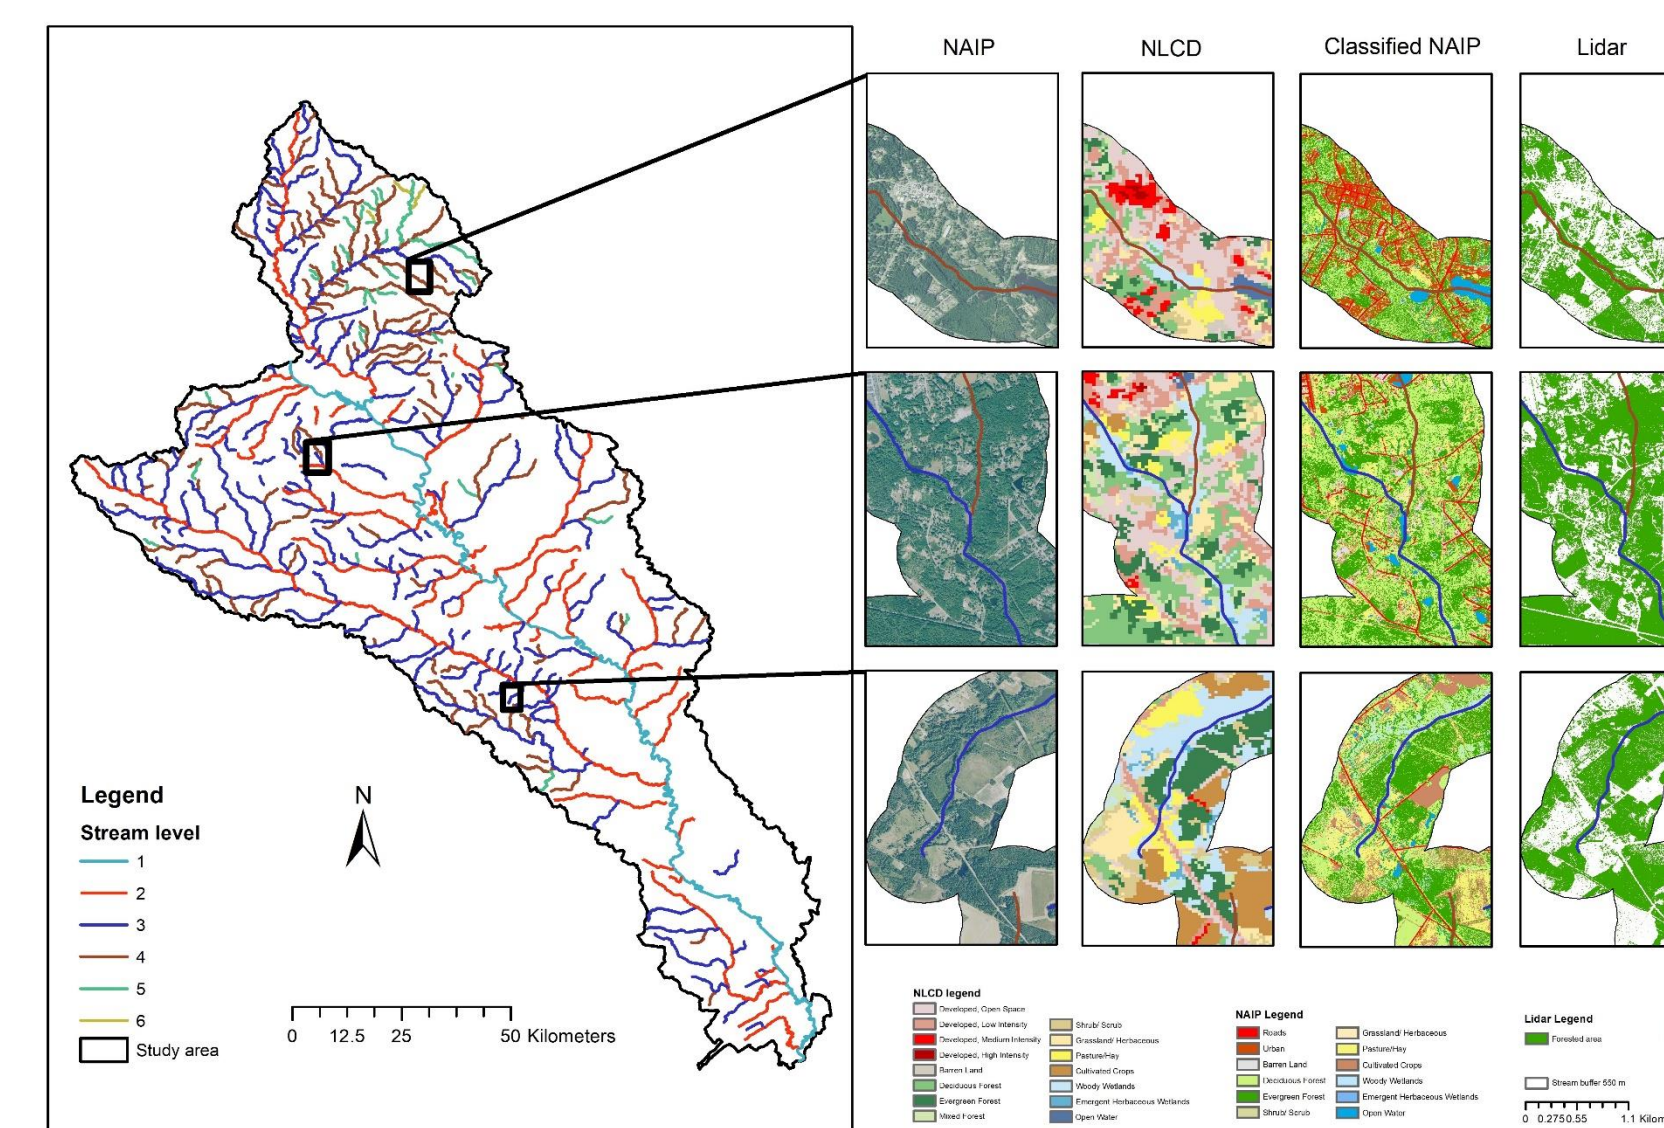 NAIP
NLCD
Classified NAIP
Lidar
Legend
Stream level
1
2
3
4
5
6
Study area
N
0 12.5 25 50 Kilometers
NLCD legend
Developed, Open Space
Developed, Low Intensity
Developed, Medium Intensity
Developed, High Intensity
Barren Land
Deciduous Forest
Evergreen Forest
Mixed Forest
Shrub/ Scrub
Grassland/ Herbaceous
Pasture/Hay
Cultivated Crops
Woody Wetlands
Emergent Herbaceous Wetlands
Open Water
NAIP Legend
Roads
Urban
Barren Land
Deciduous Forest
Evergreen Forest
Shrub/ Scrub
Grassland/ Herbaceous
Pasture/Hay
Cultivated Crops
Woody Wetlands
Emergent Herbaceous Wetlands
Open Water
Lidar Legend
Forested area
Stream buffer 550 m
0 0.2750.55 1.1 Kilom